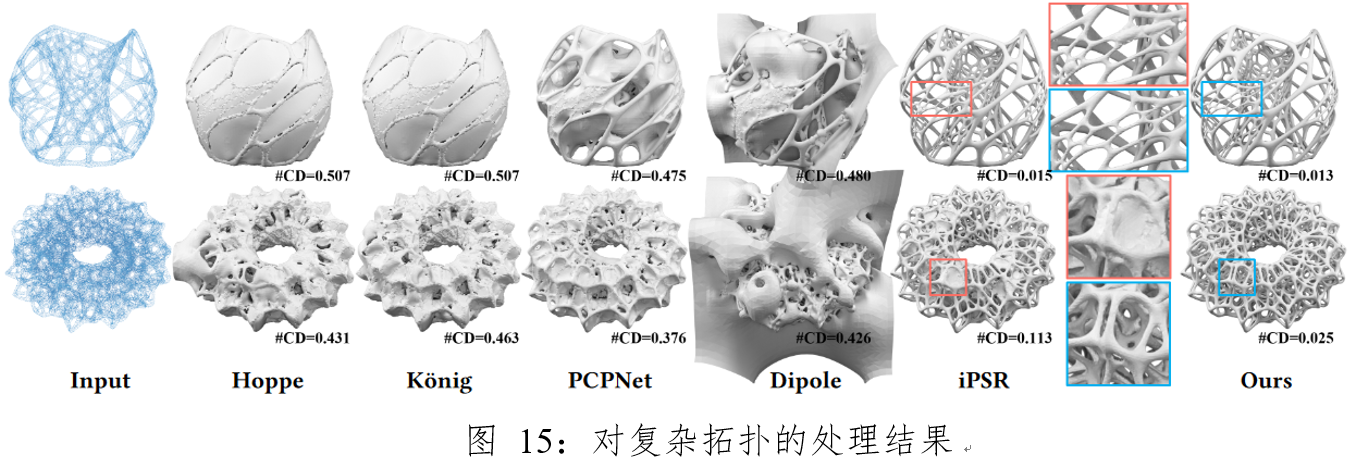 #CD=0.507 #CD=0.507 #CD=0.475 #CD=0.480 #CD=0.015 #CD=0.013
#CD=0.431 #CD=0.463 #CD=0.376 #CD=0.426 #CD=0.113 #CD=0.025
Input Hoppe König PCPNet Dipole iPSR Ours
图 15：对复杂拓扑的处理结果